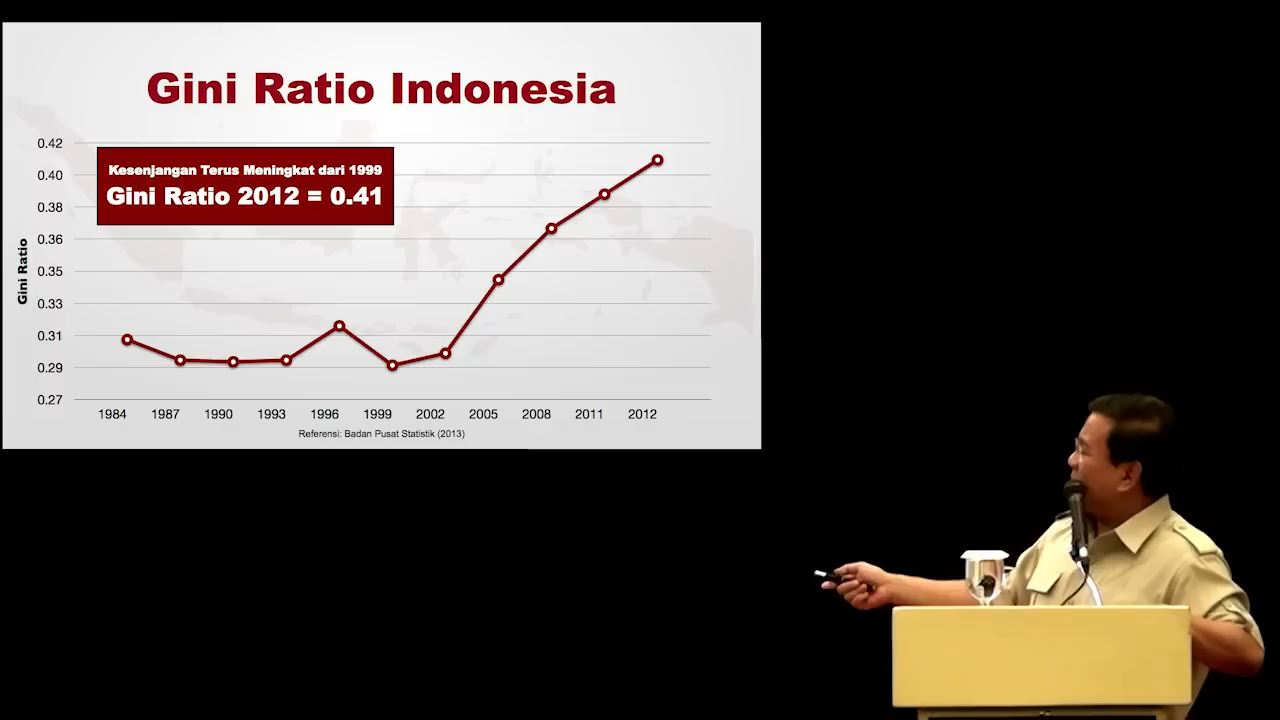 Gini Ratio Indonesia
Kesenjangan Terus Meningkat dari 1999
Gini Ratio 2012 = 0.41
Gini Ratio
0.42
0.40
0.38
0.36
0.35
0.33
0.31
0.29
0.27
1984 1987 1990 1993 1996 1999 2002 2005 2008 2011 2012
Referensi: Badan Pusat Statistik (2013)